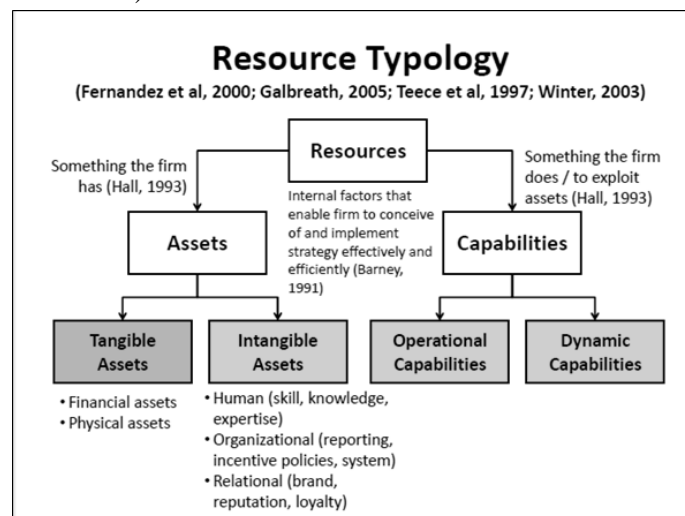 Resource Typology
(Fernandez et al, 2000; Galbreath, 2005; Teece et al, 1997; Winter, 2003)
Resources
Something the firm
has (Hall, 1993)
Something the firm
does / to exploit
assets (Hall, 1993)
Internal factors that
enable firm to conceive
of and implement
strategy effectively and
efficiently (Barney,
1991)
Assets
Capabilities
Tangible
Assets
Intangible
Assets
Operational
Capabilities
Dynamic
Capabilities
• Financial assets
• Physical assets
• Human (skill, knowledge,
expertise)
• Organizational (reporting,
incentive policies, system)
• Relational (brand,
reputation, loyalty)